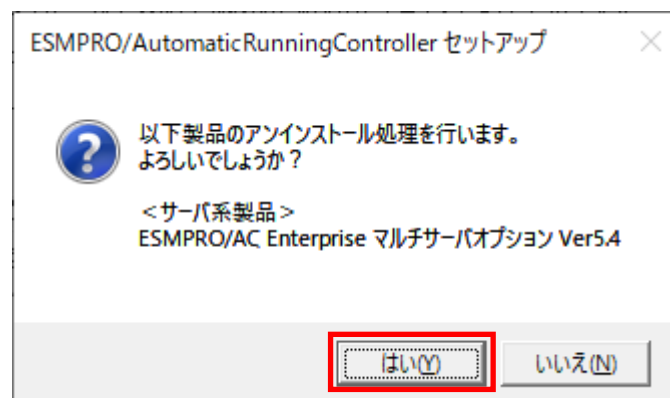 ESMPRO/AutomaticRunningController セットアップ
以下製品のアンインストール処理を行います。
よろしいでしょうか？
＜サーバ系製品＞
ESMPRO/AC Enterprise マルチサーバオプション Ver5.4
はい(Y) いいえ(N)